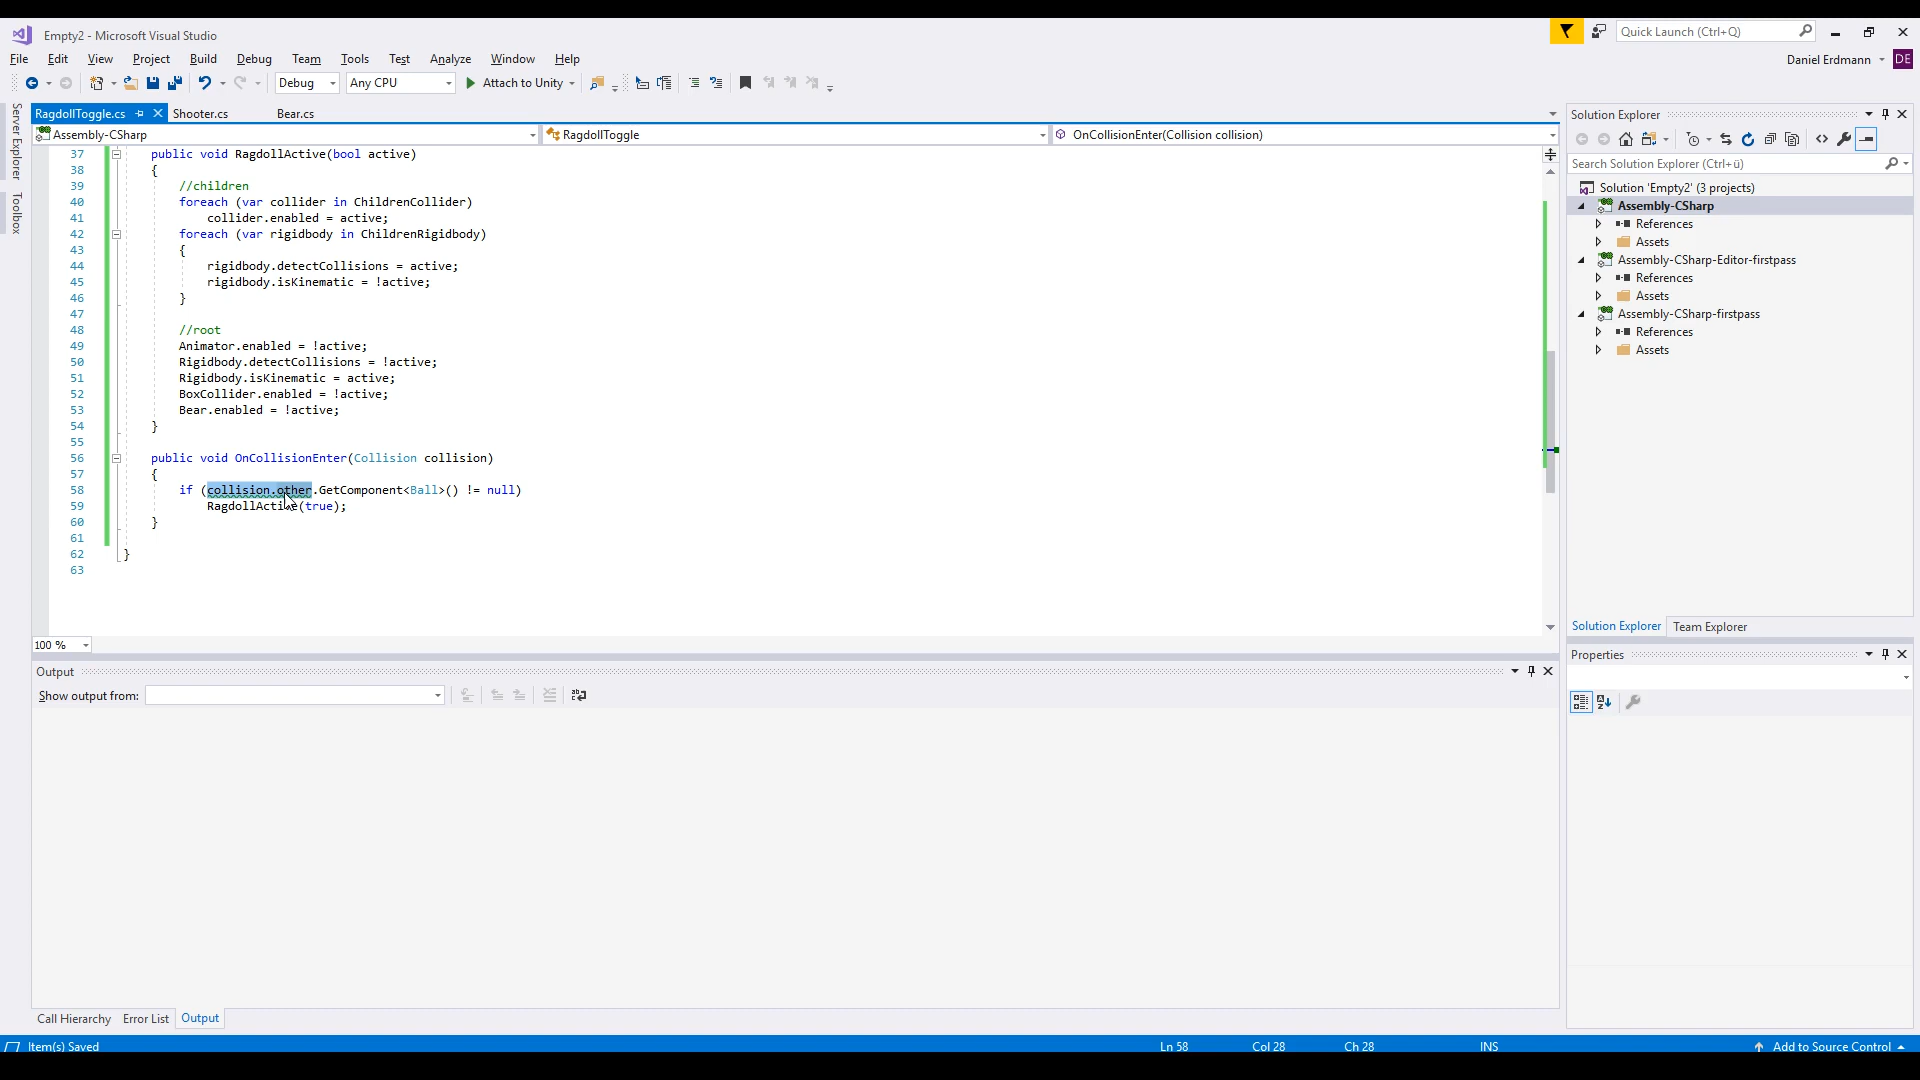 Empty2 - Microsoft Visual Studio
Quick Launch (Ctrl+Q)
File Edit View Project Build Debug Team Tools Test Analyze Window Help
Daniel Erdmann DE
Debug Any CPU Attach to Unity
Server Explorer
Toolbox
RagdollToggle.cs Shooter.cs Bear.cs
Assembly-CSharp RagdollToggle OnCollisionEnter(Collision collision)
37 public void RagdollActive(bool active)
38 {
39 //children
40 foreach (var collider in ChildrenCollider)
41 collider.enabled = active;
42 foreach (var rigidbody in ChildrenRigidbody)
43 {
44 rigidbody.detectCollisions = active;
45 rigidbody.isKinematic = !active;
46 }
47
48 //root
49 Animator.enabled = !active;
50 Rigidbody.detectCollisions = !active;
51 Rigidbody.isKinematic = active;
52 BoxCollider.enabled = !active;
53 Bear.enabled = !active;
54 }
55
56 public void OnCollisionEnter(Collision collision)
57 {
58 if (collision.other.GetComponent<Ball>() != null)
59 RagdollActive(true);
60 }
61
62 }
63
100 %
Output
Show output from:
Call Hierarchy Error List Output
Solution Explorer
Search Solution Explorer (Ctrl+ü)
Solution 'Empty2' (3 projects)
Assembly-CSharp
References
Assets
Assembly-CSharp-Editor-firstpass
References
Assets
Assembly-CSharp-firstpass
References
Assets
Solution Explorer Team Explorer
Properties
Item(s) Saved Ln 58 Col 28 Ch 28 INS Add to Source Control